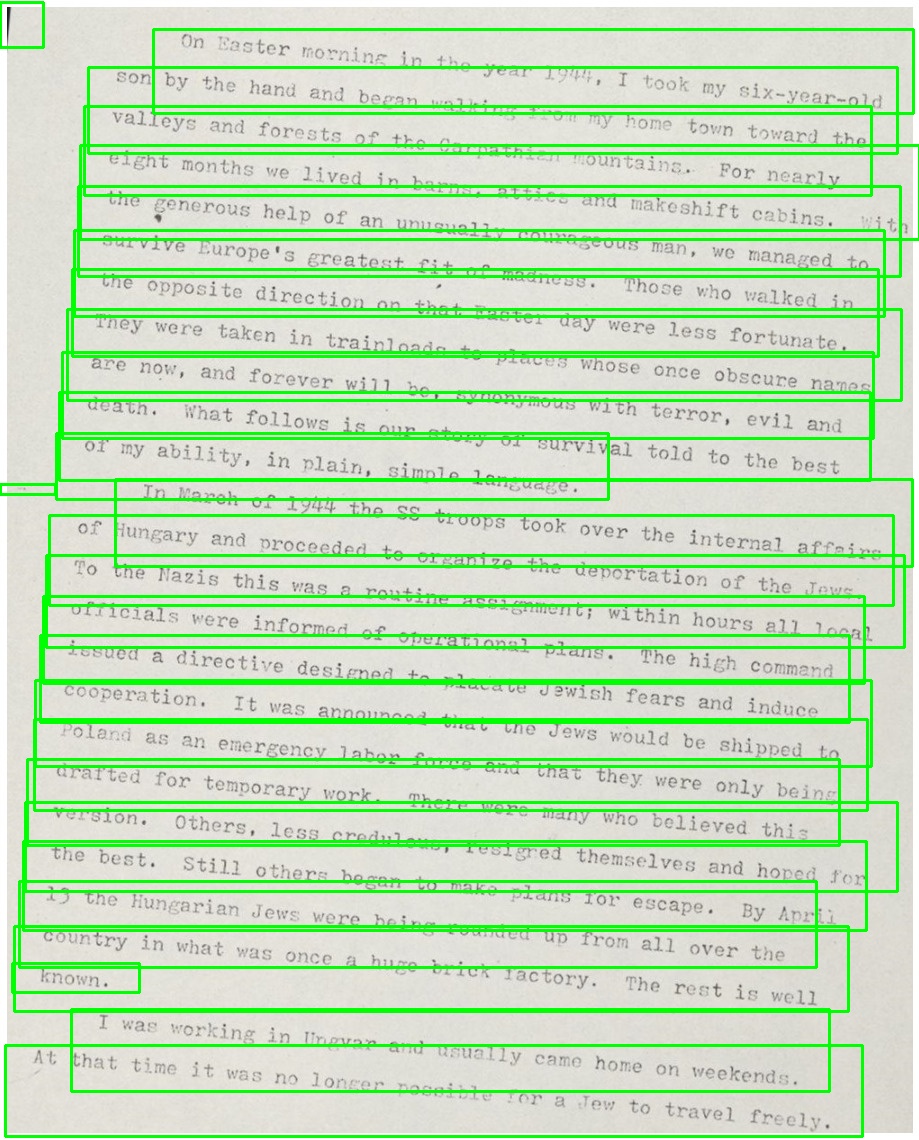 On Easter morning in the year 1944, I took my six-year-old
son by the hand and began walking from my home town toward the
valleys and forests of the Carpathian mountains. For nearly
eight months we lived in barns, attics and makeshift cabins. With
the generous help of an unusually courageous man, we managed to
survive Europe's greatest fit of madness. Those who walked in
the opposite direction on that Easter day were less fortunate.
They were taken in trainloads to places whose once obscure names
are now, and forever will be, synonymous with terror, evil and
death. What follows is our story of survival told to the best
of my ability, in plain, simple language.
In March of 1944 the SS troops took over the internal affairs
of Hungary and proceeded to organize the deportation of the Jews.
To the Nazis this was a routine assignment; within hours all local
officials were informed of operational plans. The high command
issued a directive designed to placate Jewish fears and induce
cooperation. It was announced that the Jews would be shipped to
Poland as an emergency labor force and that they were only being
drafted for temporary work. There were many who believed this
version. Others, less credulous, resigred themselves and hoped for
the best. Still others began to make plans for escape. By April
13 the Hungarian Jews were being rounded up from all over the
country in what was once a huge brick factory. The rest is well
known.
I was working in Ungvar and usually came home on weekends.
At that time it was no longer possible for a Jew to travel freely.